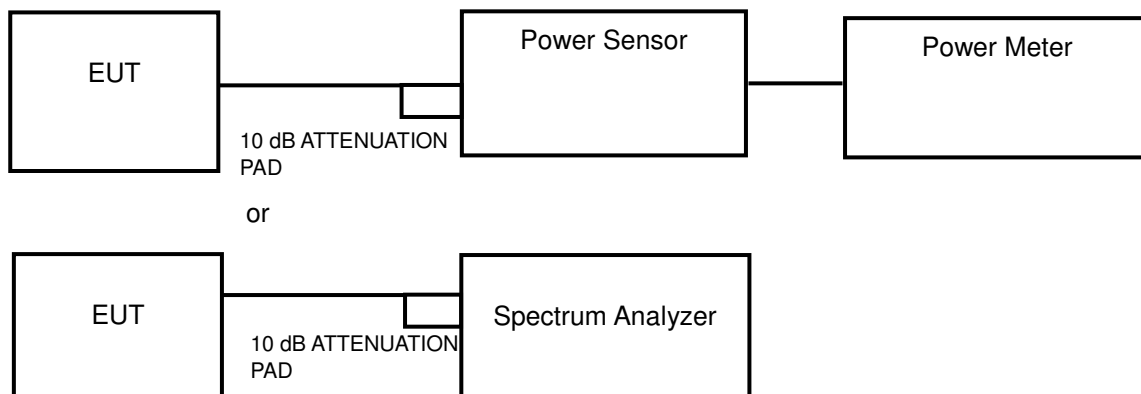 EUT
Power Sensor
Power Meter
10 dB ATTENUATION
PAD
or
EUT
Spectrum Analyzer
10 dB ATTENUATION
PAD